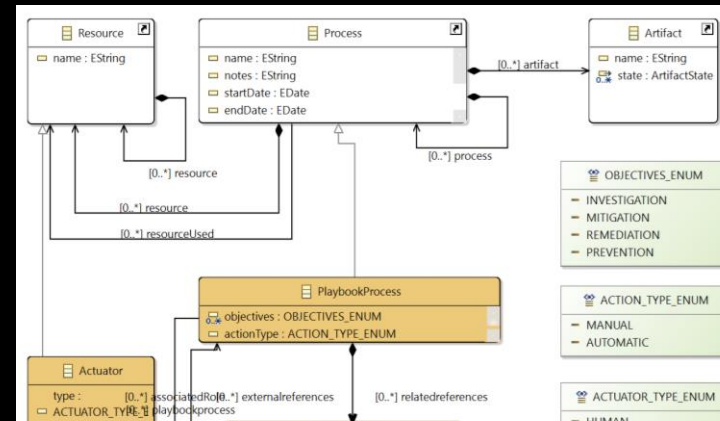 Resource
name : EString
Process
name : EString
notes : EString
startDate : EDate
endDate : EDate
Artifact
name : EString
state : ArtifactState
[0..*] artifact
[0..*] process
[0..*] resource
[0..*] resource
[0..*] resourceUsed
OBJECTIVES_ENUM
INVESTIGATION
MITIGATION
REMEDIATION
PREVENTION
PlaybookProcess
objectives : OBJECTIVES_ENUM
actionType : ACTION_TYPE_ENUM
ACTION_TYPE_ENUM
MANUAL
AUTOMATIC
Actuator
type :
[0..*] externalreferences
[0..*] relatedreferences
playbookprocess
ACTUATOR_TYPE_ENUM
HUMAN